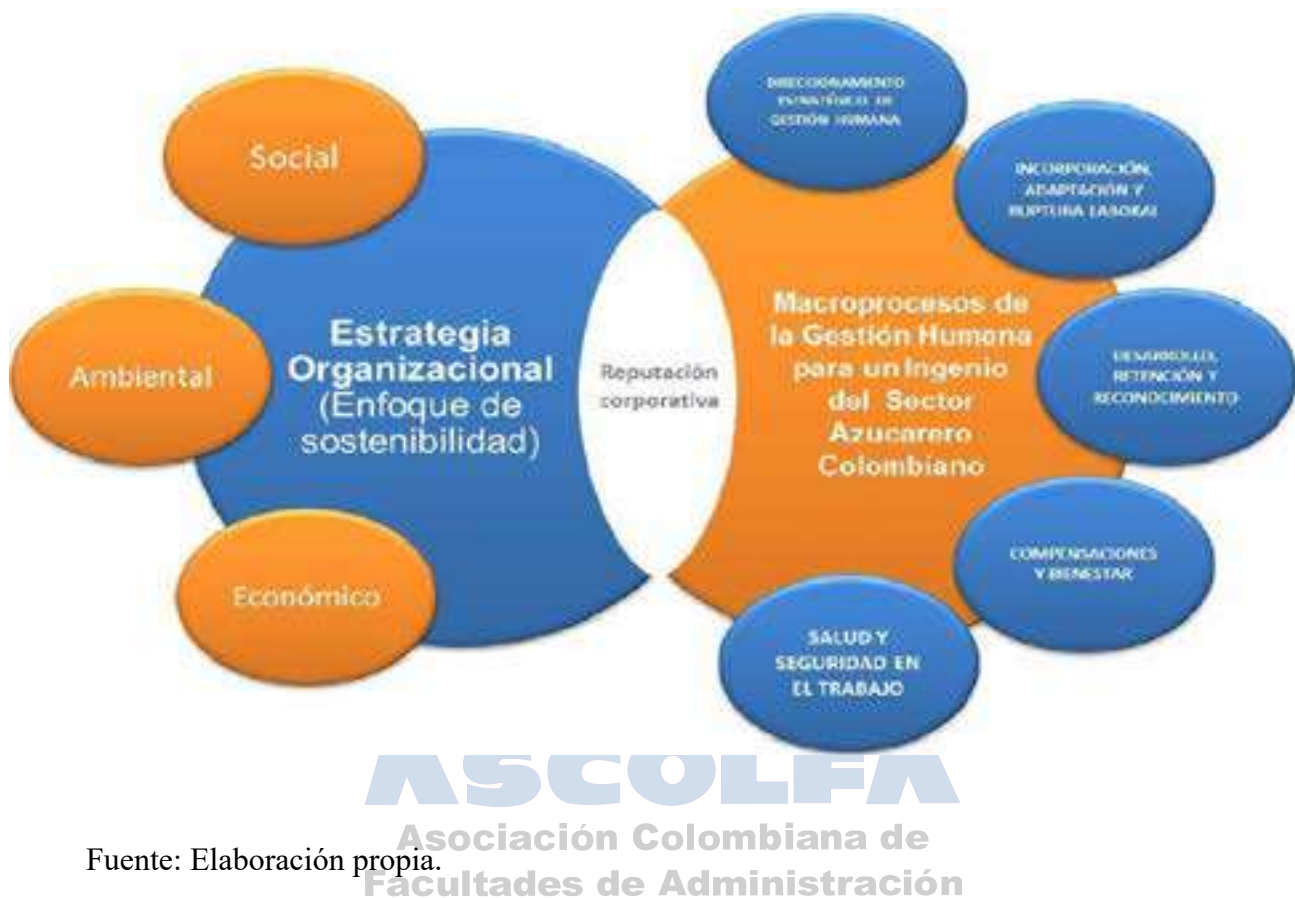 Social
Ambiental
Económico
Estrategia
Organizacional
(Enfoque de
sostenibilidad)
Reputación
corporativa
Macroprocesos de
la Gestión Humana
para un Ingenio
del Sector
Azucarero
Colombiano
DIRECCIONAMIENTO
ESTRATÉGICO DE
GESTIÓN HUMANA
INCORPORACIÓN,
ADAPTACIÓN Y
RUPTURA LABORAL
DESARROLLO,
RETENCIÓN Y
RECONOCIMIENTO
COMPENSACIONES
Y BIENESTAR
SALUD Y
SEGURIDAD EN
EL TRABAJO
ASCOLFA
Asociación Colombiana de
Facultades de Administración
Fuente: Elaboración propia.